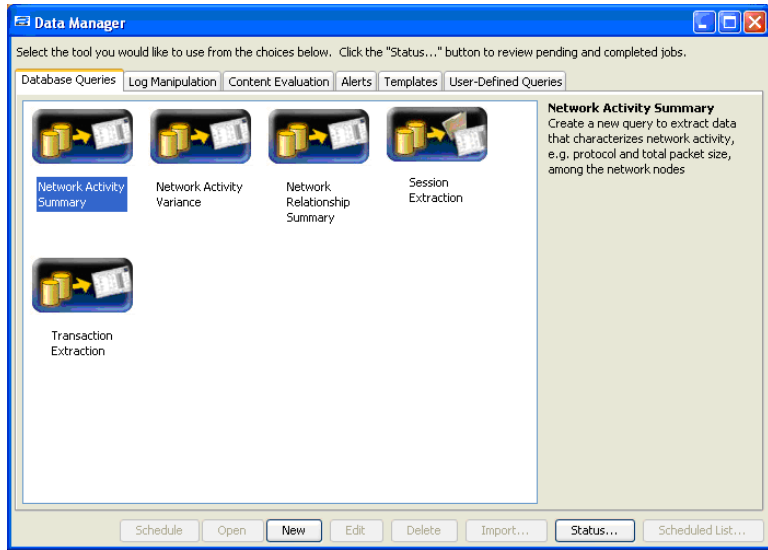 Data Manager
Select the tool you would like to use from the choices below. Click the "Status..." button to review pending and completed jobs.
Database Queries Log Manipulation Content Evaluation Alerts Templates User-Defined Queries
Network Activity Summary
Create a new query to extract data
that characterizes network activity,
e.g. protocol and total packet size,
among the network nodes
Network Activity
Summary
Network Activity
Variance
Network
Relationship
Summary
Session
Extraction
Transaction
Extraction
Schedule Open New Edit Delete Import... Status... Scheduled List...